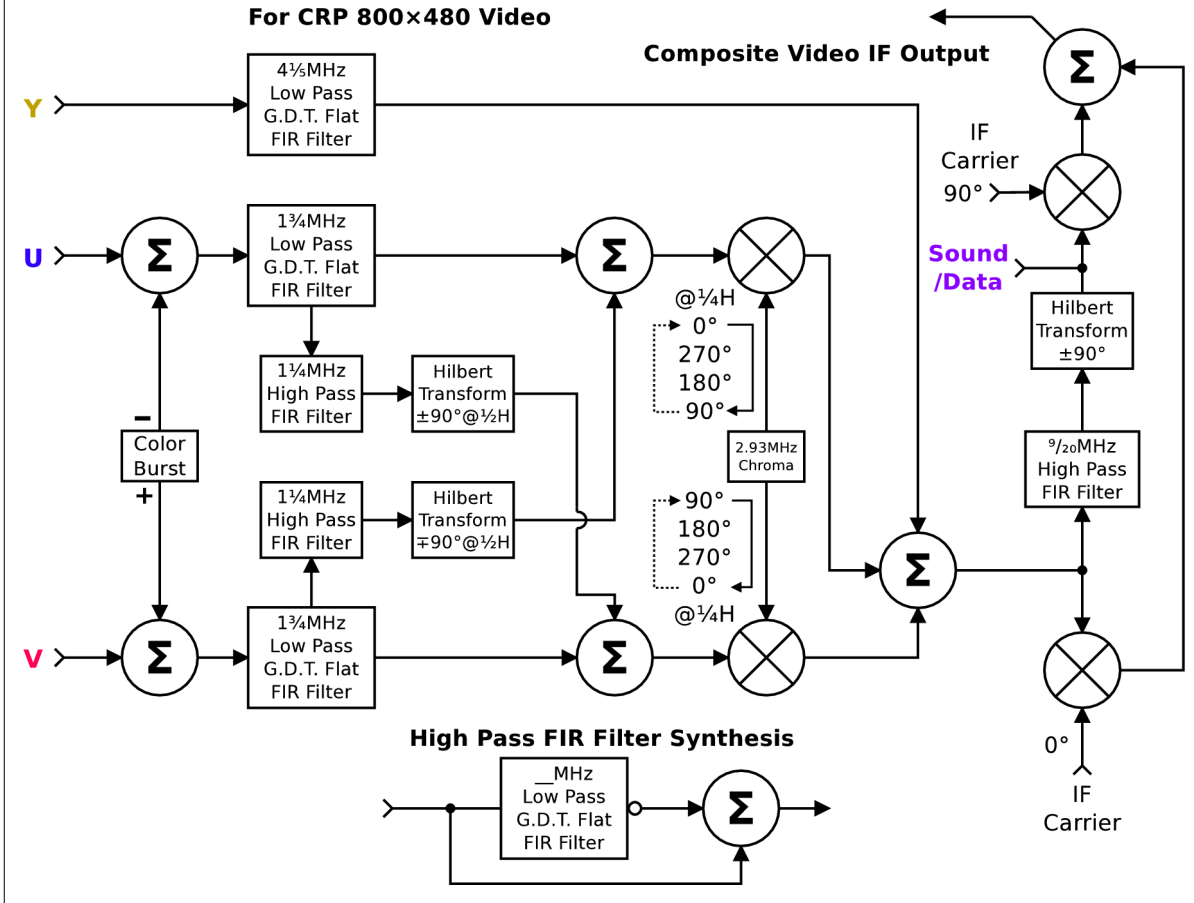 For CRP 800×480 Video
Composite Video IF Output
Y
4⅕MHz
Low Pass
G.D.T. Flat
FIR Filter
Σ
IF
Carrier
90°
U
Σ
1¾MHz
Low Pass
G.D.T. Flat
FIR Filter
Σ
Sound
/Data
@¼H
0°
270°
180°
90°
Hilbert
Transform
±90°
1¼MHz
High Pass
FIR Filter
Hilbert
Transform
±90°@½H
−
Color
Burst
+
2.93MHz
Chroma
⁹/₂₀MHz
High Pass
FIR Filter
1¼MHz
High Pass
FIR Filter
Hilbert
Transform
∓90°@½H
90°
180°
270°
0°
@¼H
Σ
V
Σ
1¾MHz
Low Pass
G.D.T. Flat
FIR Filter
Σ
0°
IF
Carrier
High Pass FIR Filter Synthesis
__MHz
Low Pass
G.D.T. Flat
FIR Filter
Σ